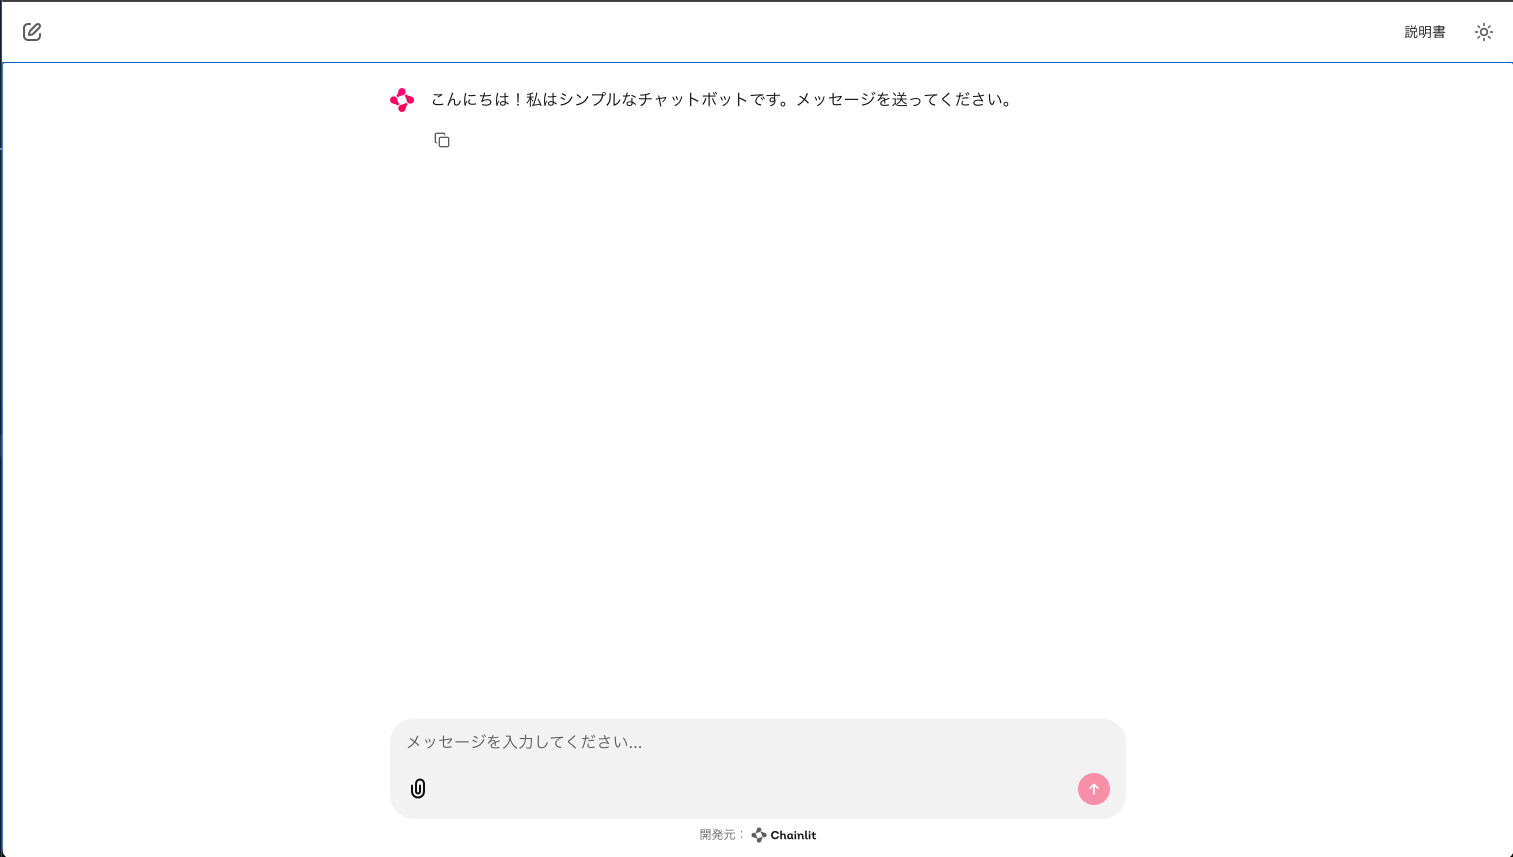 説明書
こんにちは！私はシンプルなチャットボットです。メッセージを送ってください。
メッセージを入力してください...
開発元： Chainlit